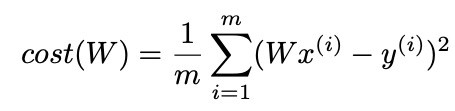 cost(W) = \frac{1}{m} \sum_{i=1}^{m} (Wx^{(i)} - y^{(i)})^2